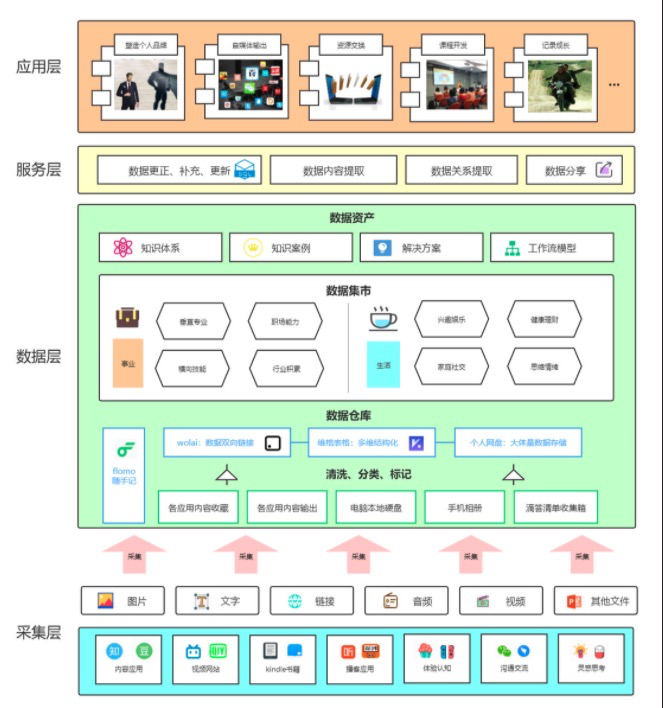 应用层
塑造个人品牌
自媒体输出
资源交换
课程开发
记录成长
...
服务层
数据更正、补充、更新
SQL
数据内容提取
数据关系提取
数据分享
数据层
数据资产
知识体系
知识案例
解决方案
工作流模型
数据集市
垂直专业
职场能力
兴趣娱乐
健康理财
事业
横向技能
行业积累
生活
家庭社交
思维情绪
数据仓库
flomo
随手记
wolai：数据双向链接
维格表格：多维结构化
个人网盘：大体量数据存储
清洗、分类、标记
各应用内容收藏
各应用内容输出
电脑本地硬盘
手机相册
滴答清单收集箱
采集
采集
采集
采集
采集
采集层
图片
T
文字
链接
音频
视频
P
其他文件
知
豆
内容应用
QIY
视频网站
kindle书籍
播客应用
体验认知
沟通交流
灵感思考